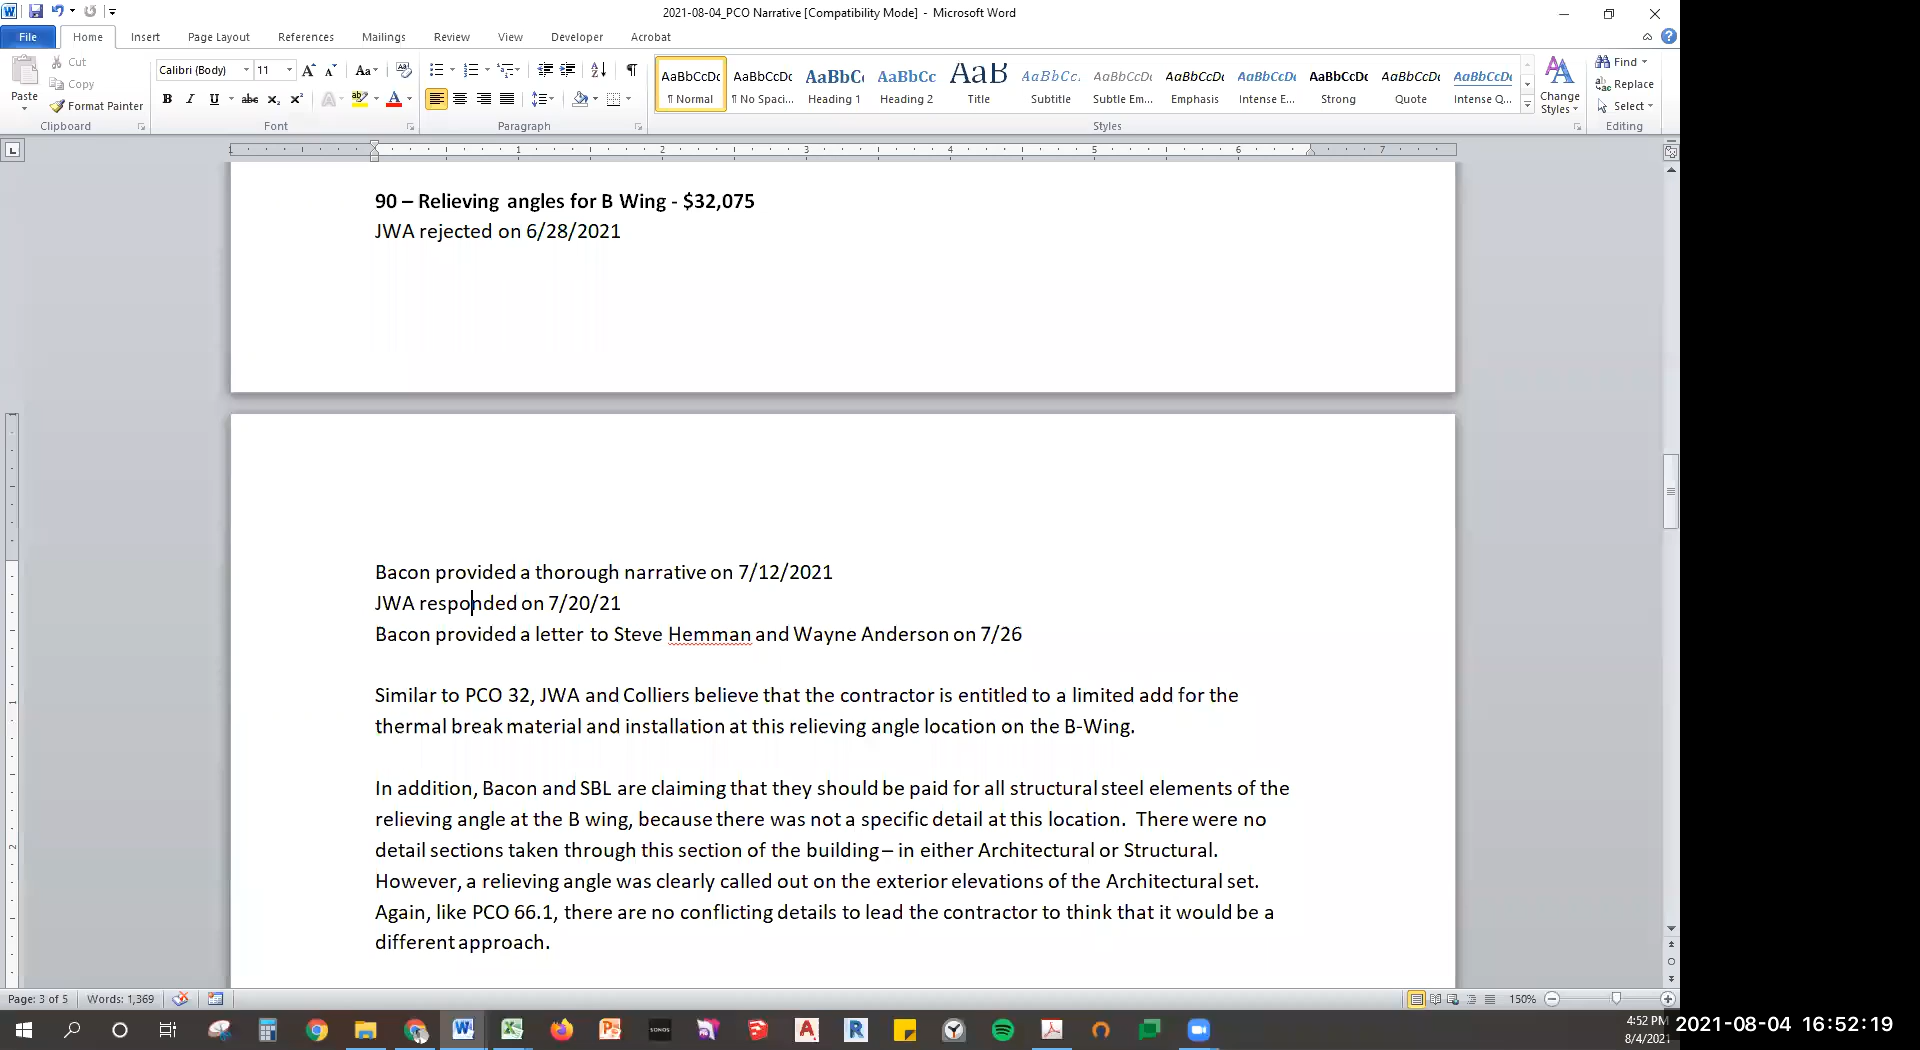 2021-08-04_PCO Narrative [Compatibility Mode] - Microsoft Word
File Home Insert Page Layout References Mailings Review View Developer Acrobat
Paste
Cut
Copy
Format Painter
Clipboard
Calibri (Body) 11
Font
Paragraph
AaBbCcDc AaBbCcDc AaBbC AaBbCc AaB AaBbCc. AaBbCcDc AaBbCcDc AaBbCcDc AaBbCcDc AaBbCcDc AaBbCcDc
¶ Normal ¶ No Spaci... Heading 1 Heading 2 Title Subtitle Subtle Em... Emphasis Intense E... Strong Quote Intense Q...
Change Styles
Styles
Find
Replace
Select
Editing
1 1 2 3 4 5 6 7
90 – Relieving angles for B Wing - $32,075
JWA rejected on 6/28/2021
Bacon provided a thorough narrative on 7/12/2021
JWA responded on 7/20/21
Bacon provided a letter to Steve Hemman and Wayne Anderson on 7/26
Similar to PCO 32, JWA and Colliers believe that the contractor is entitled to a limited add for the
thermal break material and installation at this relieving angle location on the B-Wing.
In addition, Bacon and SBL are claiming that they should be paid for all structural steel elements of the
relieving angle at the B wing, because there was not a specific detail at this location.  There were no
detail sections taken through this section of the building – in either Architectural or Structural.
However, a relieving angle was clearly called out on the exterior elevations of the Architectural set.
Again, like PCO 66.1, there are no conflicting details to lead the contractor to think that it would be a
different approach.
Page: 3 of 5 Words: 1,369 150%
SONOS
4:52 PM
8/4/2021
2021-08-04 16:52:19